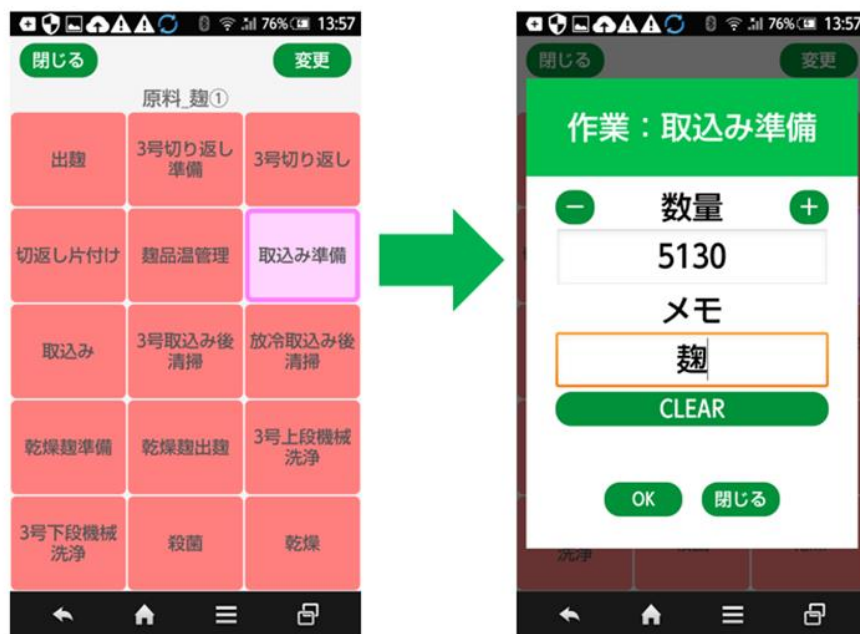 76% 13:57
閉じる
変更
原料_麹①
出麹
3号切り返し
準備
3号切り返し
切返し片付け
麹品温管理
取込み準備
取込み
3号取込み後
清掃
放冷取込み後
清掃
乾燥麹準備
乾燥麹出麹
3号上段機械
洗浄
3号下段機械
洗浄
殺菌
乾燥
76% 13:57
閉じる
変更
作業：取込み準備
数量
5130
メモ
麹
CLEAR
OK
閉じる
洗浄